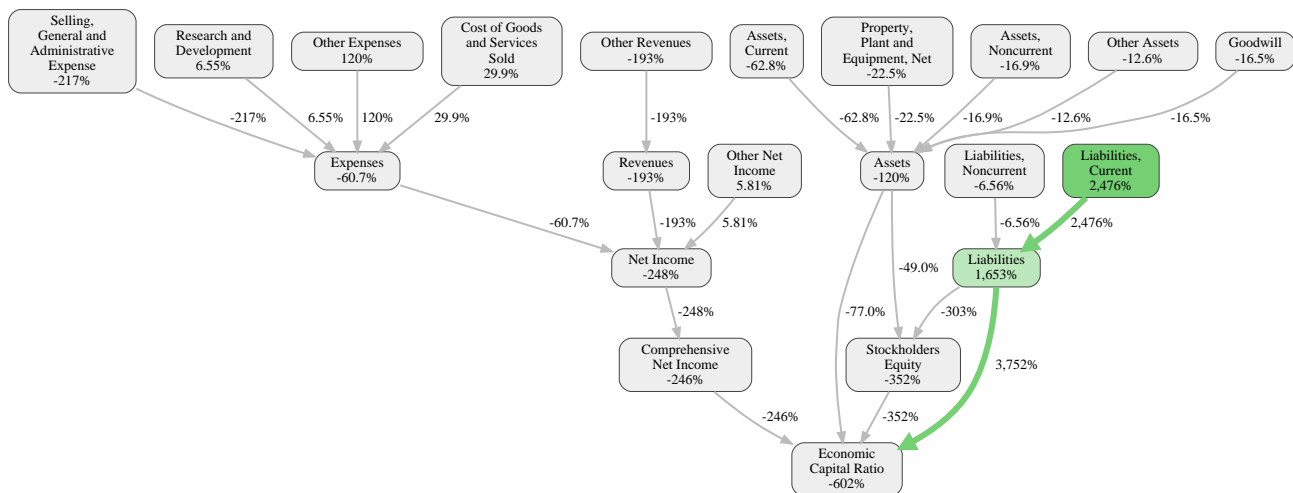 Selling,
General and
Administrative
Expense
-217%
Research and
Development
6.55%
Other Expenses
120%
Cost of Goods
and Services
Sold
29.9%
Other Revenues
-193%
Assets,
Current
-62.8%
Property,
Plant and
Equipment, Net
-22.5%
Assets,
Noncurrent
-16.9%
Other Assets
-12.6%
Goodwill
-16.5%
-217%
6.55%
120%
29.9%
-193%
-62.8%
-22.5%
-16.9%
-12.6%
-16.5%
Expenses
-60.7%
Revenues
-193%
Other Net
Income
5.81%
Assets
-120%
Liabilities,
Noncurrent
-6.56%
Liabilities,
Current
2,476%
-60.7%
-193%
5.81%
-6.56%
2,476%
Net Income
-248%
-49.0%
Liabilities
1,653%
-248%
-77.0%
-303%
Comprehensive
Net Income
-246%
Stockholders
Equity
-352%
3,752%
-246%
-352%
Economic
Capital Ratio
-602%